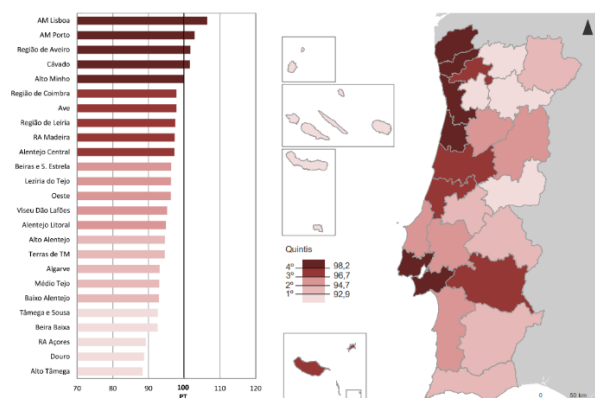 AM Lisboa
AM Porto
Região de Aveiro
Cávado
Alto Minho
Região de Coimbra
Ave
Região de Leiria
RA Madeira
Alentejo Central
Beiras e S. Estrela
Lezíria do Tejo
Oeste
Viseu Dão Lafões
Alentejo Litoral
Alto Alentejo
Terras de TM
Algarve
Médio Tejo
Baixo Alentejo
Tâmega e Sousa
Beira Baixa
RA Açores
Douro
Alto Tâmega
70 80 90 100 110 120
PT
Quintis
4º 98,2
3º 96,7
2º 94,7
1º 92,9
0 50 km